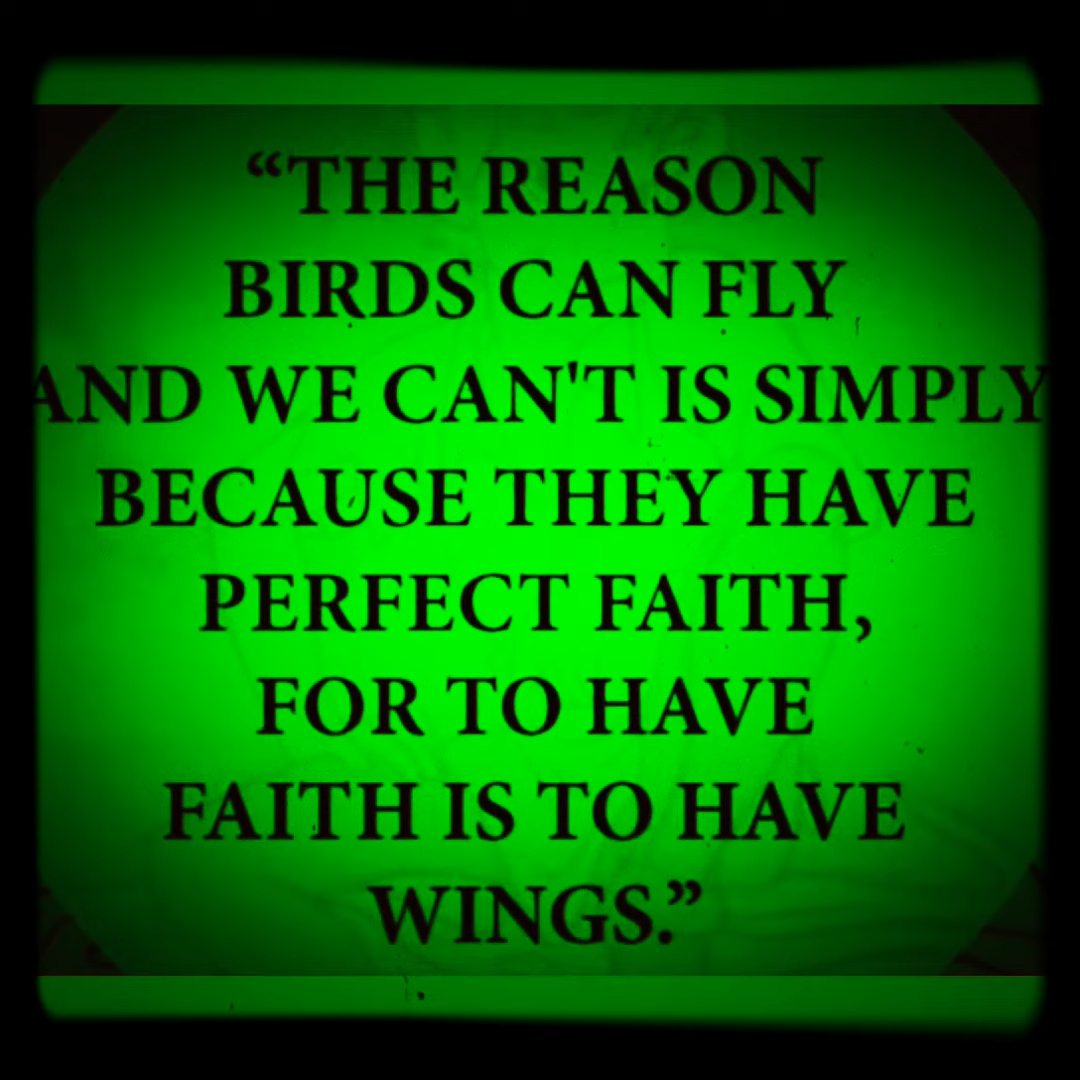 “THE REASON
BIRDS CAN FLY
AND WE CAN'T IS SIMPLY
BECAUSE THEY HAVE
PERFECT FAITH,
FOR TO HAVE
FAITH IS TO HAVE
WINGS.”